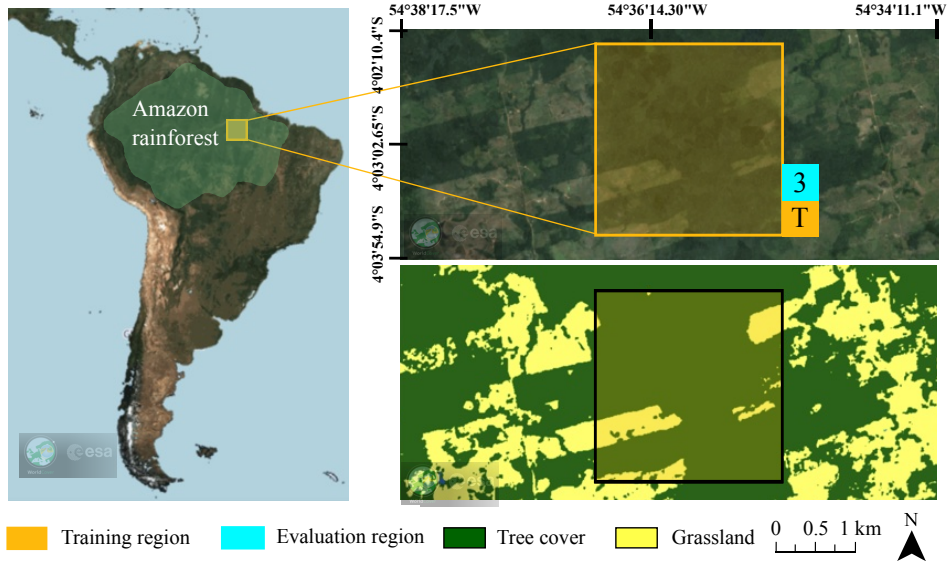 54°38'17.5"W
54°36'14.30"W
54°34'11.1"W
4°02'10.4"S
4°03'02.65"S
4°03'54.9"S
Amazon
rainforest
3
T
esa
esa
esa
Training region
Evaluation region
Tree cover
Grassland
0 0.5 1 km
N